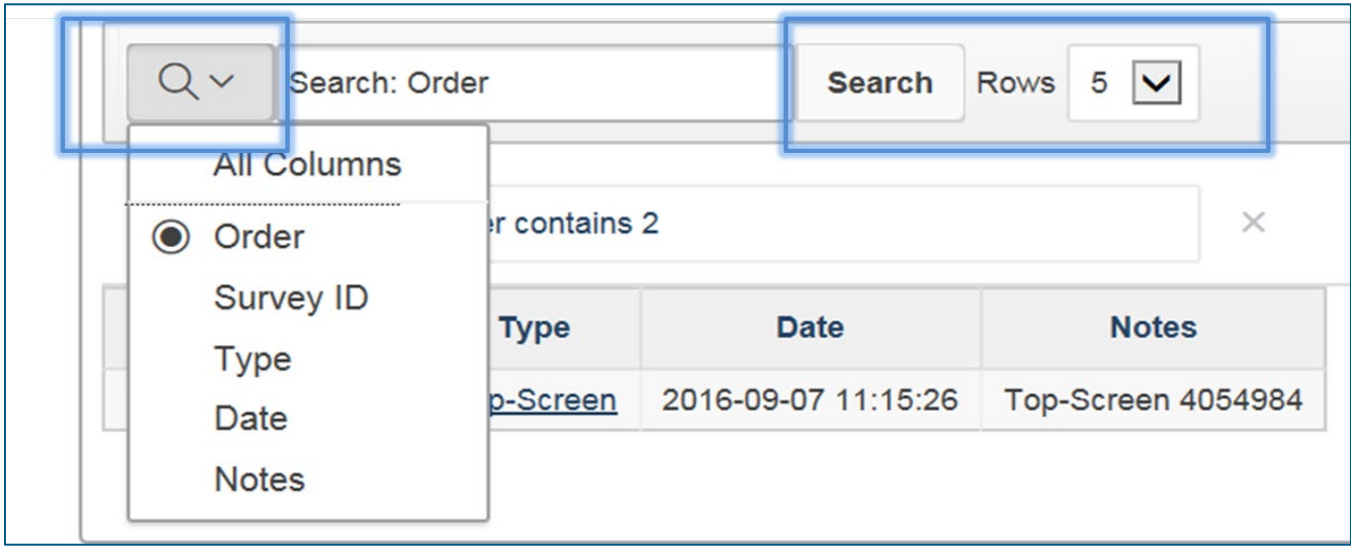 Search: Order Search Rows 5
All Columns
Order
Survey ID
Type
Date
Notes
contains 2
Type Date Notes
p-Screen 2016-09-07 11:15:26 Top-Screen 4054984